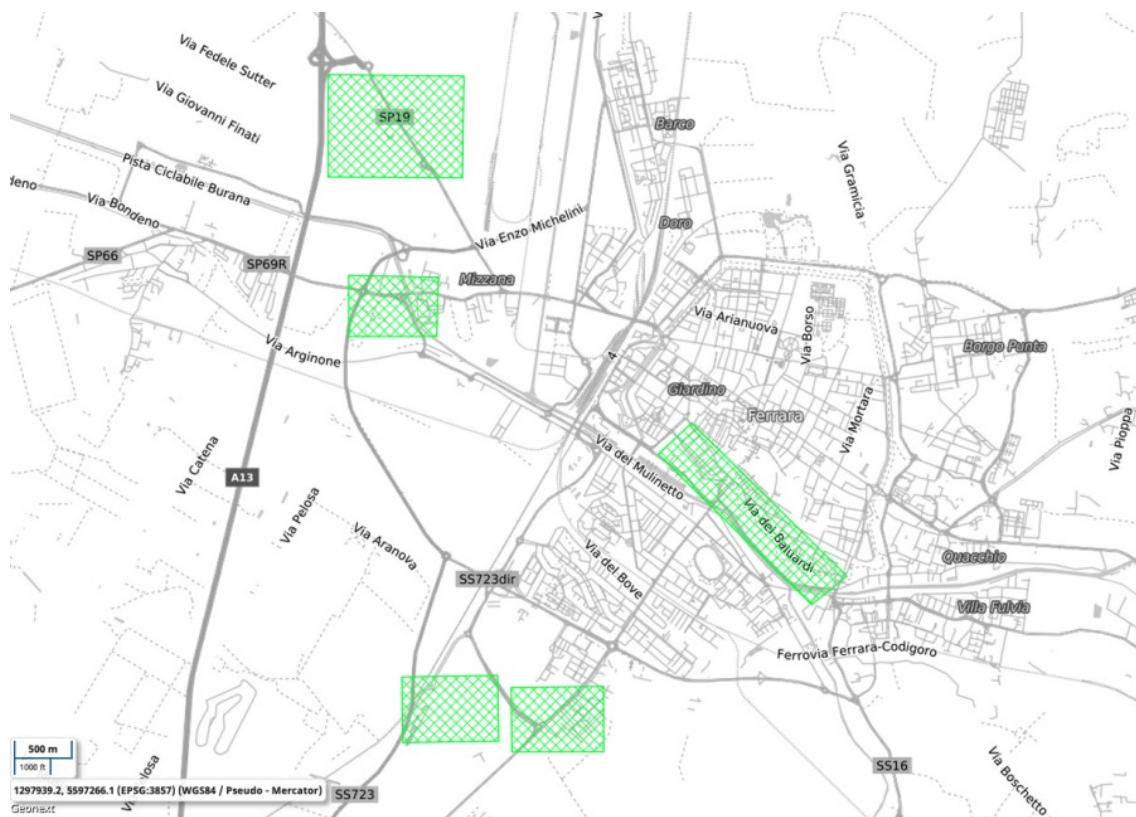 Via Fedele Sutter
Via Giovanni Finati
SP19
Barco
Pista Ciclabile Burana
Via Gramicia
deno
Via Bondeno
Doro
Via Enzo Michelini
SP66
SP69R
Mizzana
Via Arianuova
Via Borso
Via Arginone
4
Borgo Punta
Giardino
Ferrara
Via Mortara
Via Pioppa
Via Catena
Via del Mulinetto
A13
Via Pelosa
Via dei Baluardi
Via Aranova
Via del Bove
Quacchio
SS723dir
Villa Fulvia
Ferrovia Ferrara-Codigoro
500 m
1000 ft
SS16
Via Boschetto
1297939.2, 5597266.1 (EPSG:3857) (WGS84 / Pseudo - Mercator)
SS723
Geonext